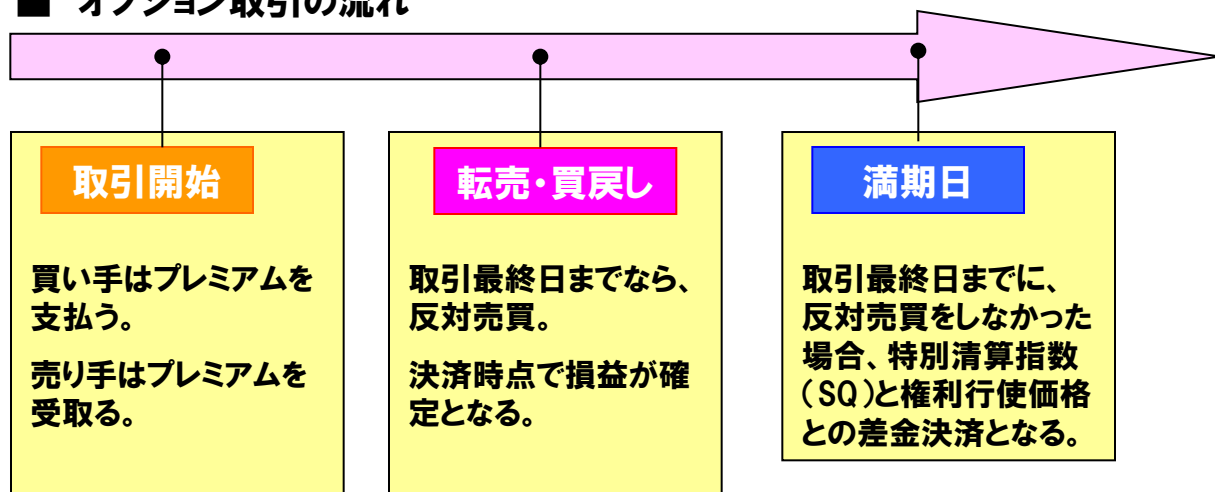 ■ オプション取引の流れ
取引開始
買い手はプレミアムを
支払う。
売り手はプレミアムを
受取る。
転売・買戻し
取引最終日までなら、
反対売買。
決済時点で損益が確
定となる。
満期日
取引最終日までに、
反対売買をしなかった
場合、特別清算指数
(SQ)と権利行使価格
との差金決済となる。